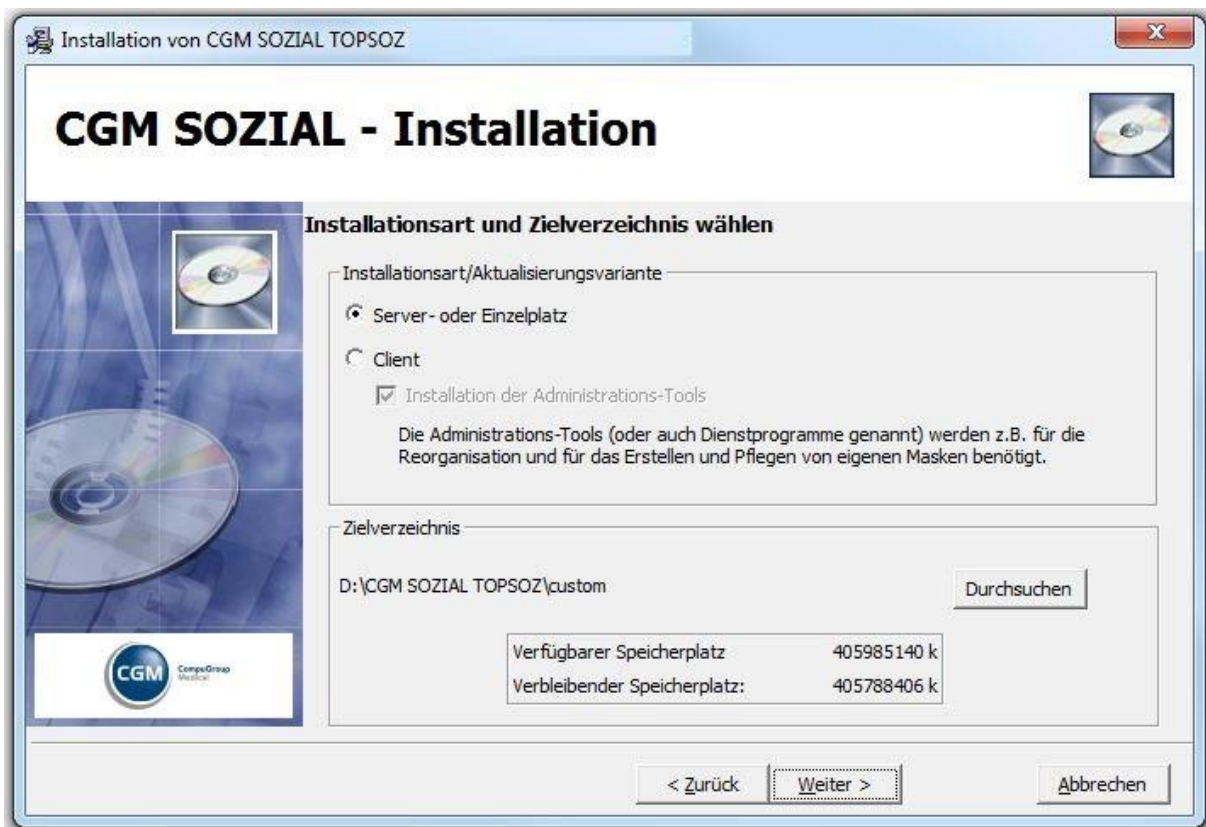 Installation von CGM SOZIAL TOPSOZ
CGM SOZIAL - Installation
Installationsart und Zielverzeichnis wählen
Installationsart/Aktualisierungsvariante
Server- oder Einzelplatz
Client
Installation der Administrations-Tools
Die Administrations-Tools (oder auch Dienstprogramme genannt) werden z.B. für die
Reorganisation und für das Erstellen und Pflegen von eigenen Masken benötigt.
Zielverzeichnis
D:\CGM SOZIAL TOPSOZ\custom
Durchsuchen
Verfügbarer Speicherplatz 405985140 k
Verbleibender Speicherplatz: 405788406 k
CGM CompuGroup
Medical
< Zurück Weiter > Abbrechen